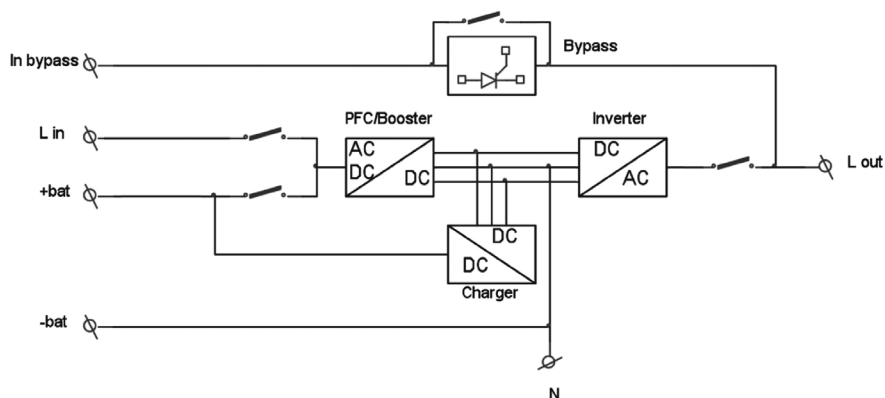 In bypass
Bypass
L in
PFC/Booster
Inverter
AC
DC
DC
DC
AC
L out
+bat
DC
DC
Charger
-bat
N